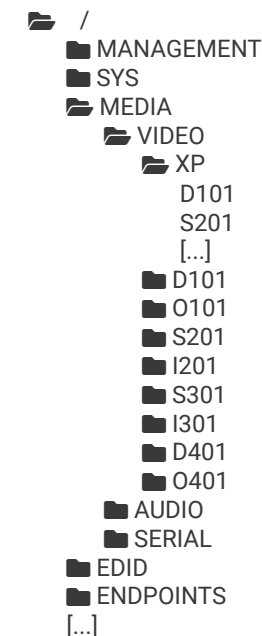 /
MANAGEMENT
SYS
MEDIA
VIDEO
XP
D101
S201
[...]
D101
O101
S201
I201
S301
I301
D401
O401
AUDIO
SERIAL
EDID
ENDPOINTS
[...]